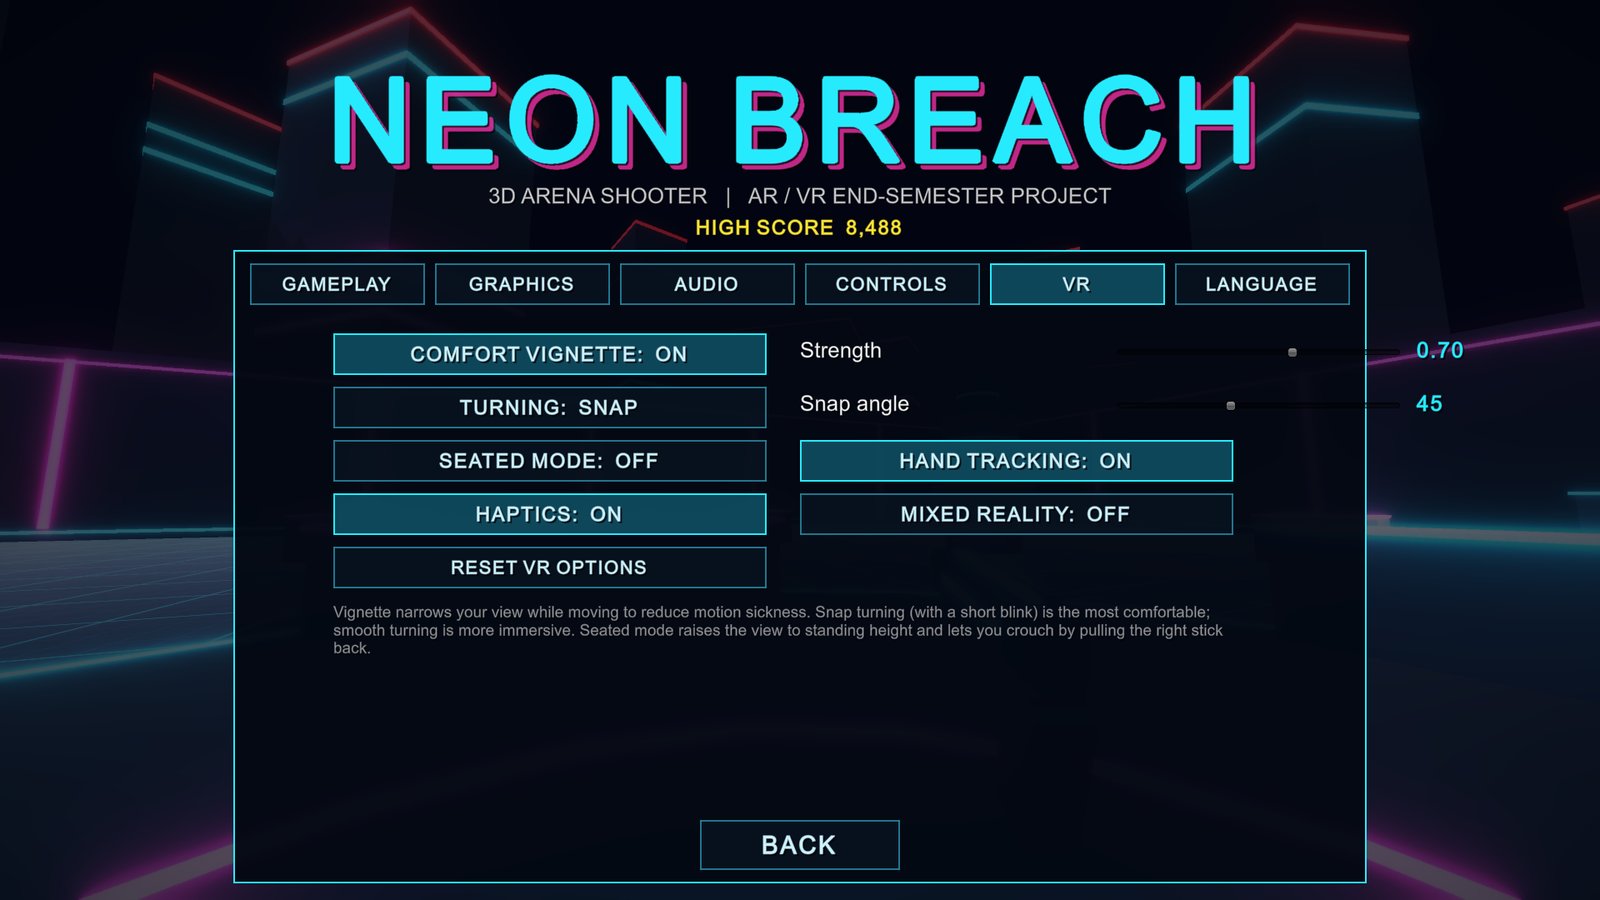 NEON BREACH
3D ARENA SHOOTER | AR / VR END-SEMESTER PROJECT
HIGH SCORE 8,488
GAMEPLAY GRAPHICS AUDIO CONTROLS VR LANGUAGE
COMFORT VIGNETTE: ON Strength 0.70
TURNING: SNAP Snap angle 45
SEATED MODE: OFF HAND TRACKING: ON
HAPTICS: ON MIXED REALITY: OFF
RESET VR OPTIONS
Vignette narrows your view while moving to reduce motion sickness. Snap turning (with a short blink) is the most comfortable;
smooth turning is more immersive. Seated mode raises the view to standing height and lets you crouch by pulling the right stick
back.
BACK